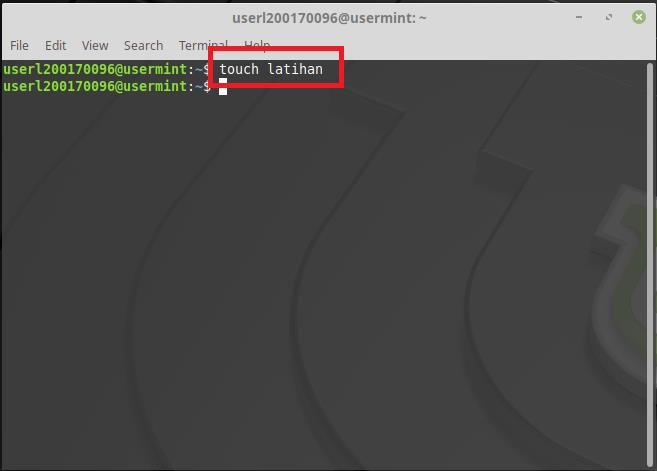 userl200170096@usermint: ~
File Edit View Search Terminal Help
userl200170096@usermint:~$ touch latihan
userl200170096@usermint:~$